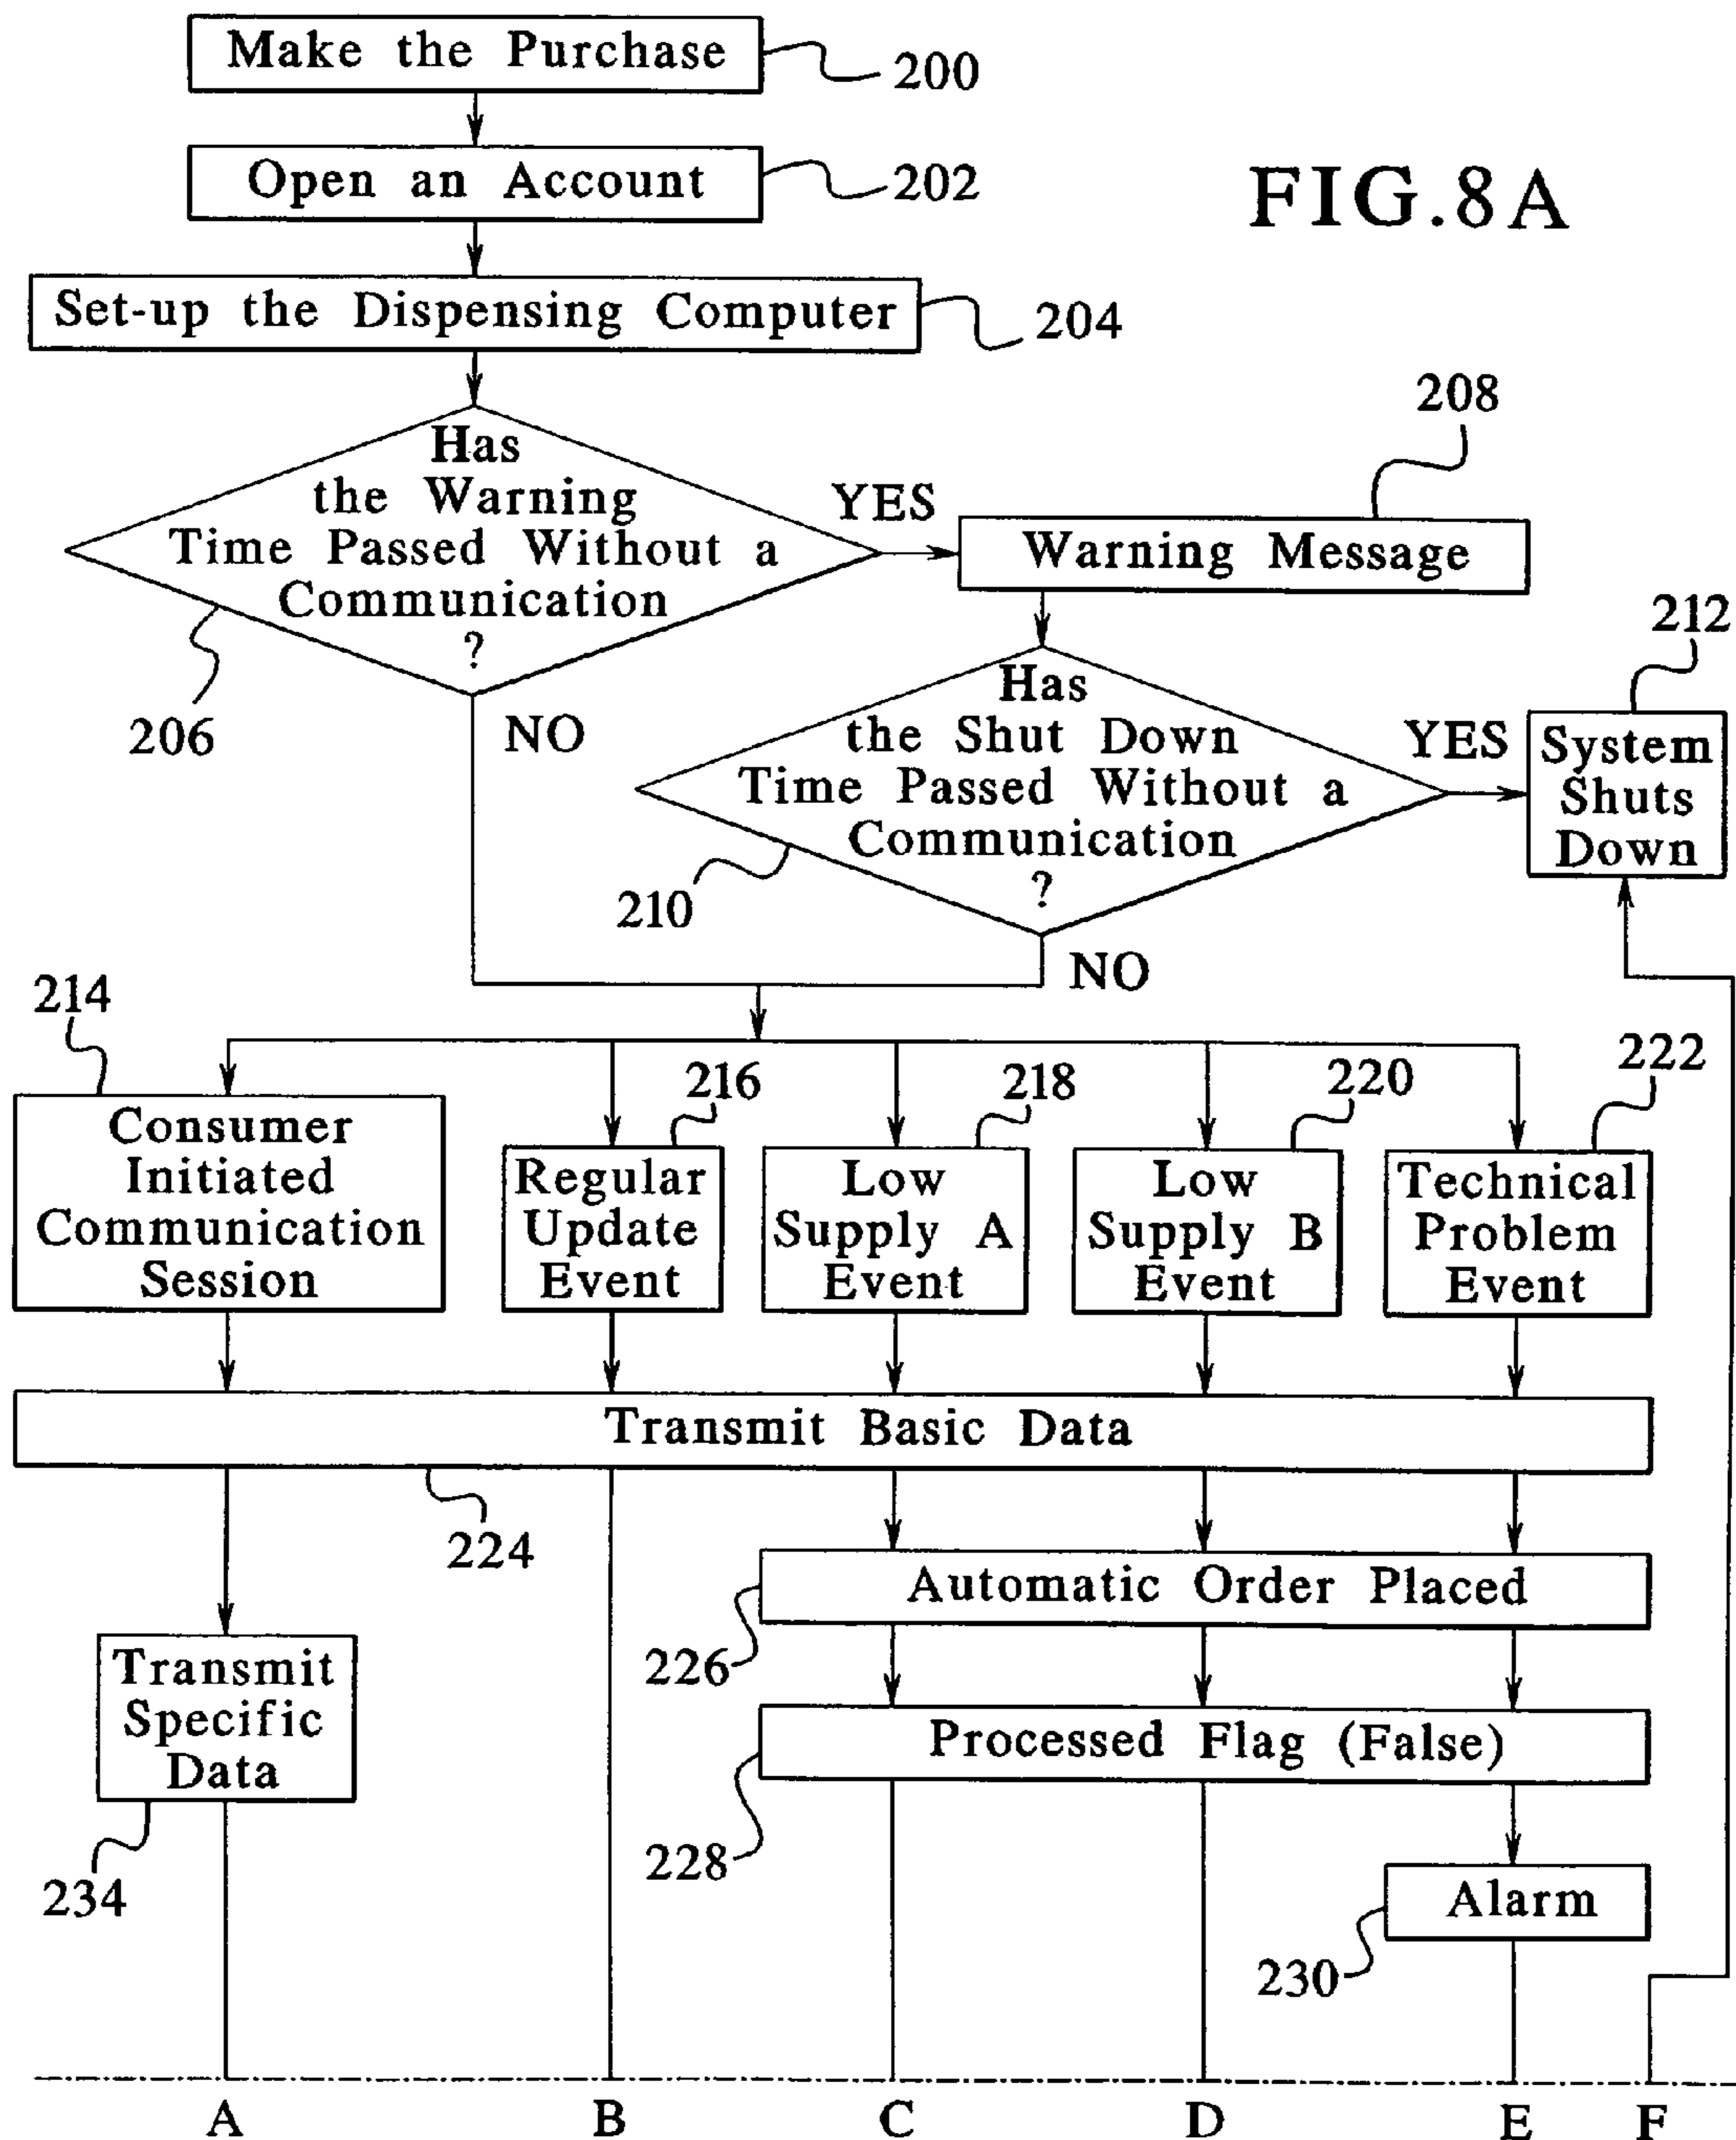 Make the Purchase
200
Open an Account
202
FIG.8A
Set-up the Dispensing Computer
204
208
Has
the Warning
Time Passed Without a
Communication
?
YES
Warning Message
206
NO
212
Has
the Shut Down
Time Passed Without a
Communication
?
YES
System
Shuts
Down
210
NO
214
216
218
220
222
Consumer
Initiated
Communication
Session
Regular
Update
Event
Low
Supply A
Event
Low
Supply B
Event
Technical
Problem
Event
Transmit Basic Data
224
Automatic Order Placed
226
Transmit
Specific
Data
Processed Flag (False)
228
234
Alarm
230
A B C D E F